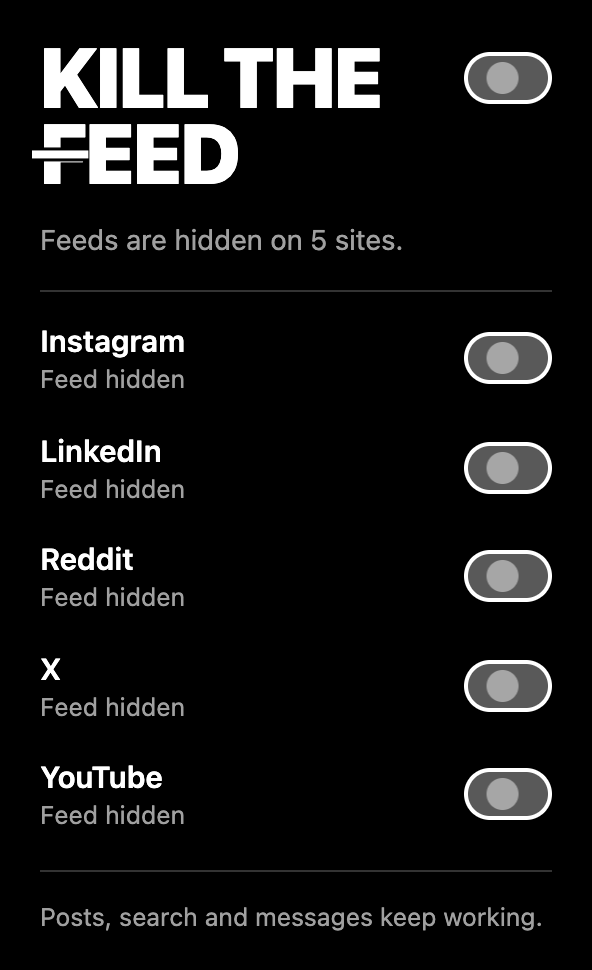 KILL THE
FEED
Feeds are hidden on 5 sites.
Instagram
Feed hidden
LinkedIn
Feed hidden
Reddit
Feed hidden
X
Feed hidden
YouTube
Feed hidden
Posts, search and messages keep working.